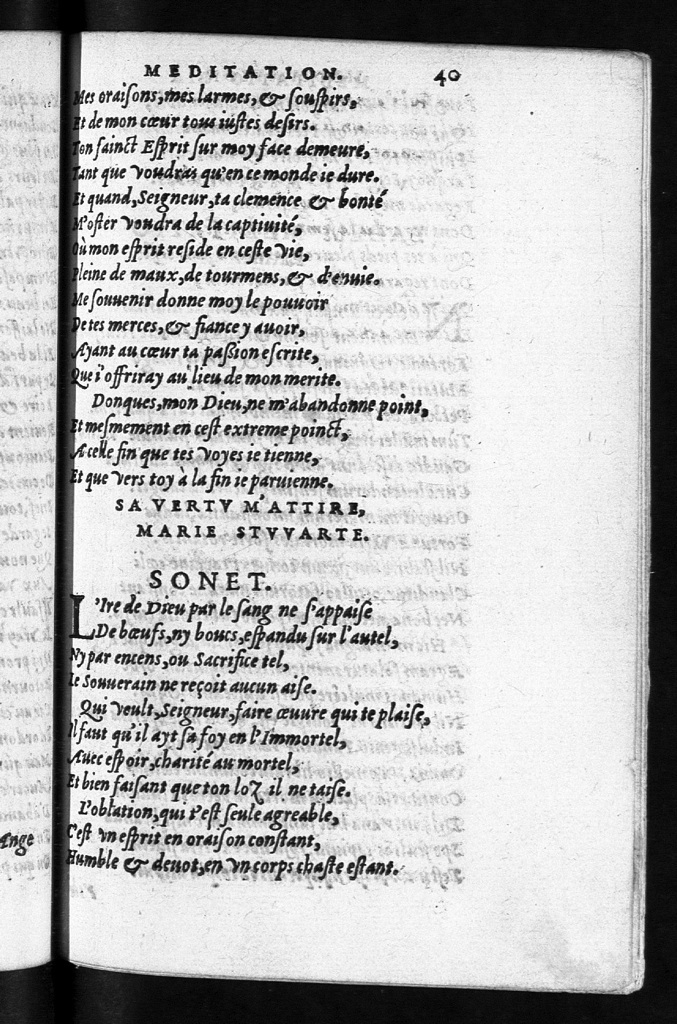 MEDITATION. 40
Mes oraisons, mes larmes, & souspirs,
Et de mon cœur tous iustes desirs.
Ton sainct Esprit sur moy face demeure,
Tant que voudras qu'en ce monde ie dure.
Et quand, Seigneur, ta clemence & bonté
M'oster voudra de la captiuité,
Où mon esprit reside en ceste vie,
Pleine de maux, de tourmens, & d'enuie.
Me souuenir donne moy le pouuoir
De tes merces, & fiance y auoir,
Ayant au cœur ta passion escrite,
Que i'offriray au lieu de mon merite.
Donques, mon Dieu, ne m'abandonne point,
Et mesmement en cest extreme poinct,
A celle fin que tes voyes ie tienne,
Et que vers toy à la fin ie paruienne.
SA VERTV M'ATTIRE,
MARIE STVVARTE.
SONET.
L'Ire de Dieu par le sang ne s'appaise
De bœufs, ny boucs, espandu sur l'autel,
Ny par encens, ou Sacrifice tel,
Le Souuerain ne reçoit aucun aise.
Qui veult, Seigneur, faire œuure qui te plaise,
Il faut qu'il ayt sa foy en l'Immortel,
Auec espoir, charité au mortel,
Et bien faisant que ton loz il ne taise.
L'oblation, qui t'est seule agreable,
C'est vn esprit en oraison constant,
Humble & deuot, en vn corps chaste estant.
Ange